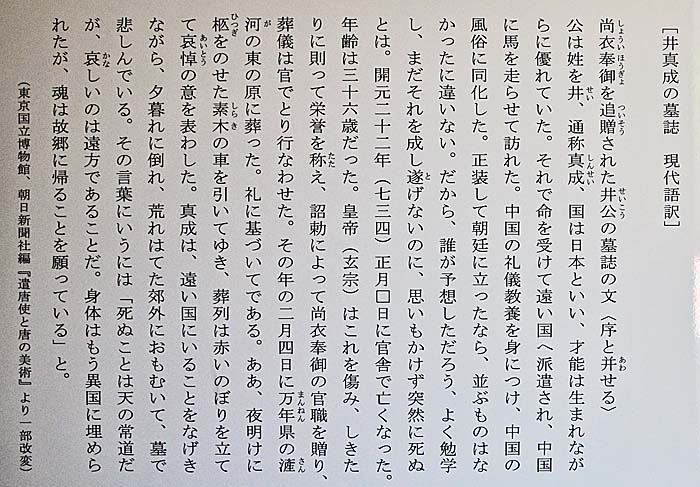 ［井真成の墓誌　現代語訳］
尚衣奉御を追贈された井公の墓誌の文〈序と并せる〉
公は姓を井、通称真成、国は日本といい、才能は生まれなが
らに優れていた。それで命を受けて遠い国へ派遣され、中国
に馬を走らせて訪れた。中国の礼儀教養を身につけ、中国の
風俗に同化した。正装して朝廷に立ったなら、並ぶものはな
かったに違いない。だから、誰が予想しただろう、よく勉学
し、まだそれを成し遂げないのに、思いもかけず突然に死ぬ
とは。開元二十二年（七三四）正月□日に官舎で亡くなった。
年齢は三十六歳だった。皇帝（玄宗）はこれを傷み、しきた
りに則って栄誉を称え、詔勅によって尚衣奉御の官職を贈り、
葬儀は官でとり行なわせた。その年の二月四日に万年県の滻
河の東の原に葬った。礼に基づいてである。ああ、夜明けに
柩をのせた素木の車を引いてゆき、葬列は赤いのぼりを立て
て哀悼の意を表わした。真成は、遠い国にいることをなげき
ながら、夕暮れに倒れ、荒れはてた郊外におもむいて、墓で
悲しんでいる。その言葉にいうには「死ぬことは天の常道だ
が、哀しいのは遠方であることだ。身体はもう異国に埋めら
れたが、魂は故郷に帰ることを願っている」と。
（東京国立博物館、朝日新聞社編『遣唐使と唐の美術』より一部改変）